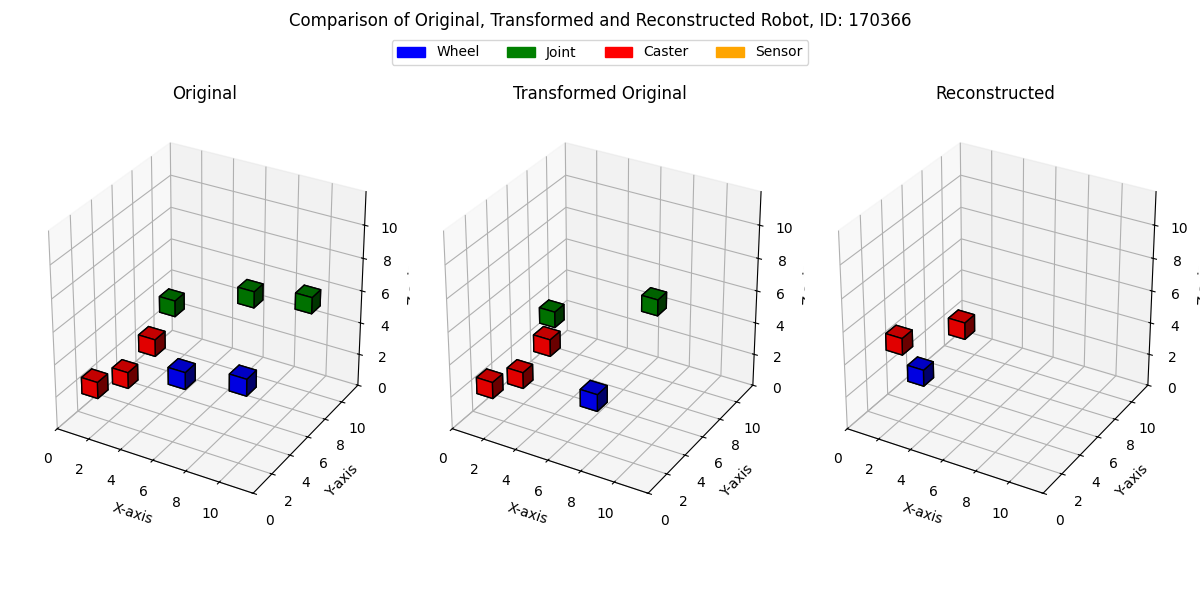 Comparison of Original, Transformed and Reconstructed Robot, ID: 170366
Wheel Joint Caster Sensor
Original
Transformed Original
Reconstructed
0 2 4 6 8 10
X-axis
0 2 4 6 8 10
Y-axis
0 2 4 6 8 10
0 2 4 6 8 10
X-axis
0 2 4 6 8 10
Y-axis
0 2 4 6 8 10
0 2 4 6 8 10
X-axis
0 2 4 6 8 10
Y-axis
0 2 4 6 8 10